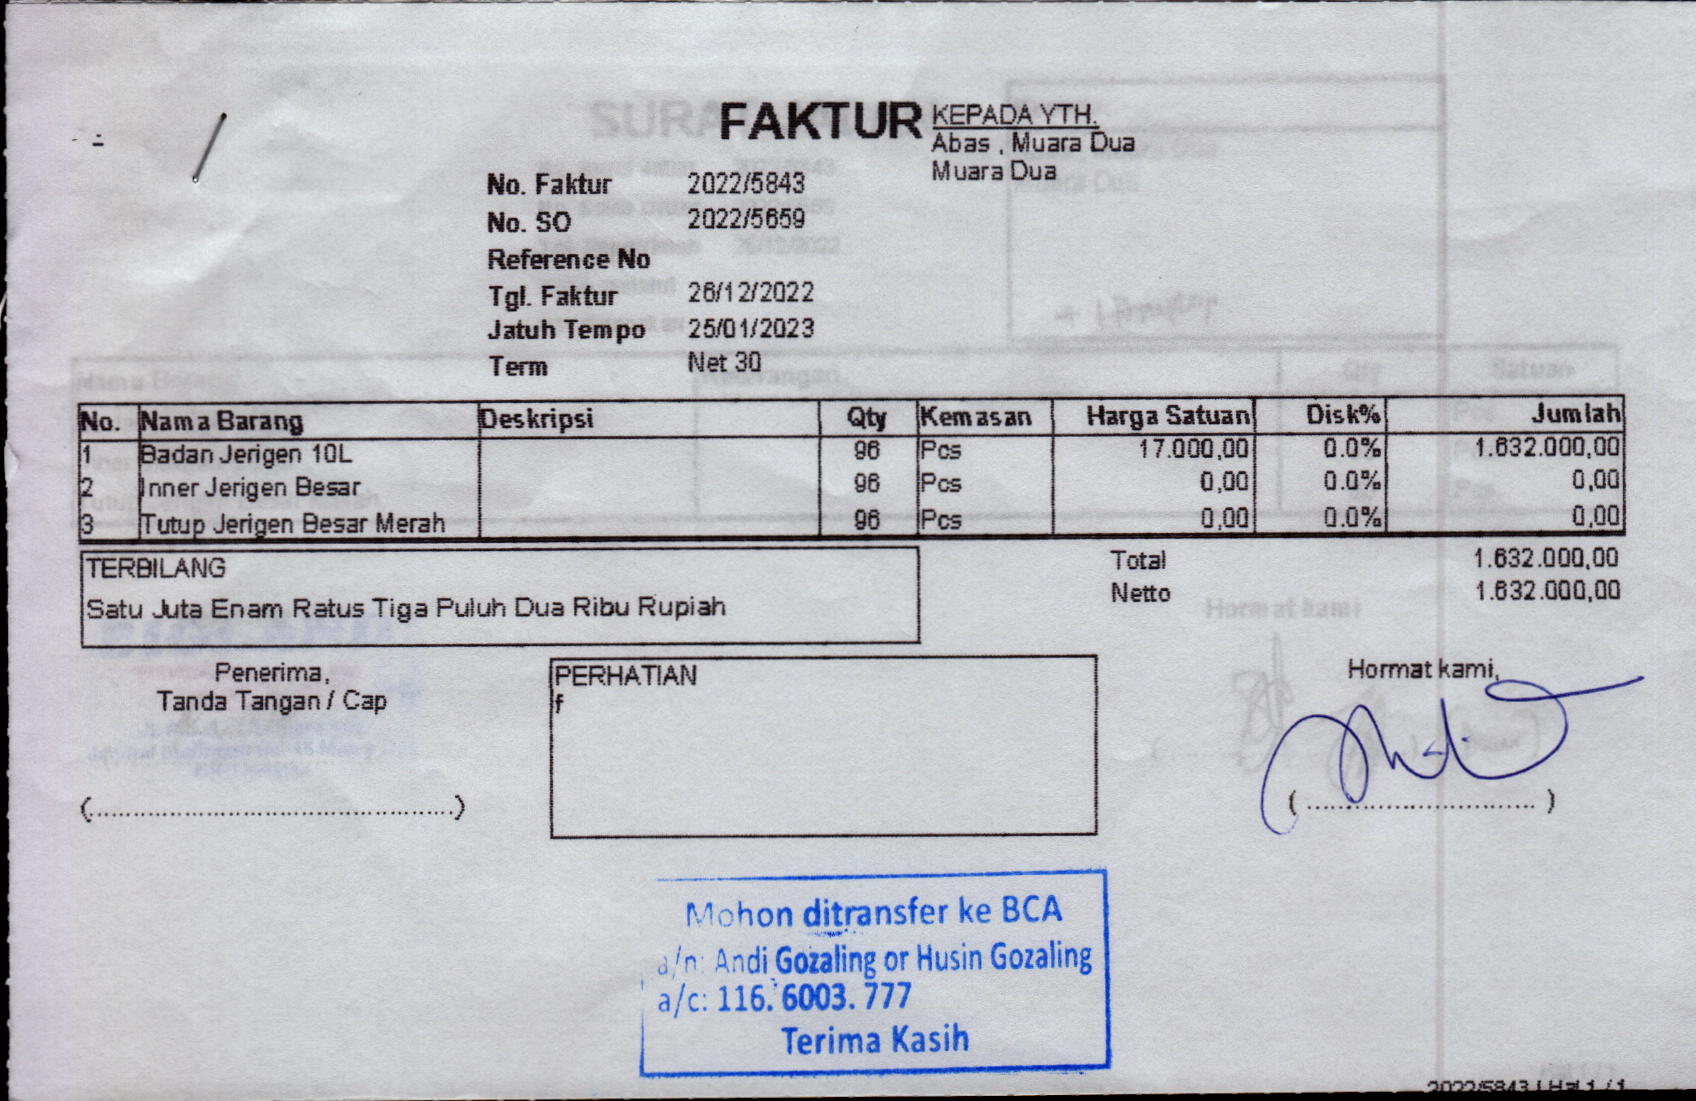 FAKTUR
KEPADA YTH.
Abas , Muara Dua
Muara Dua
No. Faktur 2022/5843
No. SO 2022/5659
Reference No
Tgl. Faktur 26/12/2022
Jatuh Tempo 25/01/2023
Term Net 30
No. Nama Barang Deskripsi Qty Kemasan Harga Satuan Disk% Jumlah
1 Badan Jerigen 10L 96 Pcs 17.000,00 0.0% 1.632.000,00
2 Inner Jerigen Besar 96 Pcs 0,00 0.0% 0,00
3 Tutup Jerigen Besar Merah 96 Pcs 0,00 0.0% 0,00
TERBILANG
Satu Juta Enam Ratus Tiga Puluh Dua Ribu Rupiah
Total 1.632.000,00
Netto 1.632.000,00
Penerima,
Tanda Tangan / Cap
(...............................................)
PERHATIAN
f
Hormat kami,
( ............................ )
Mohon ditransfer ke BCA
a/n: Andi Gozaling or Husin Gozaling
a/c: 116. 6003. 777
Terima Kasih
2022/5843 | Hal 1 / 1